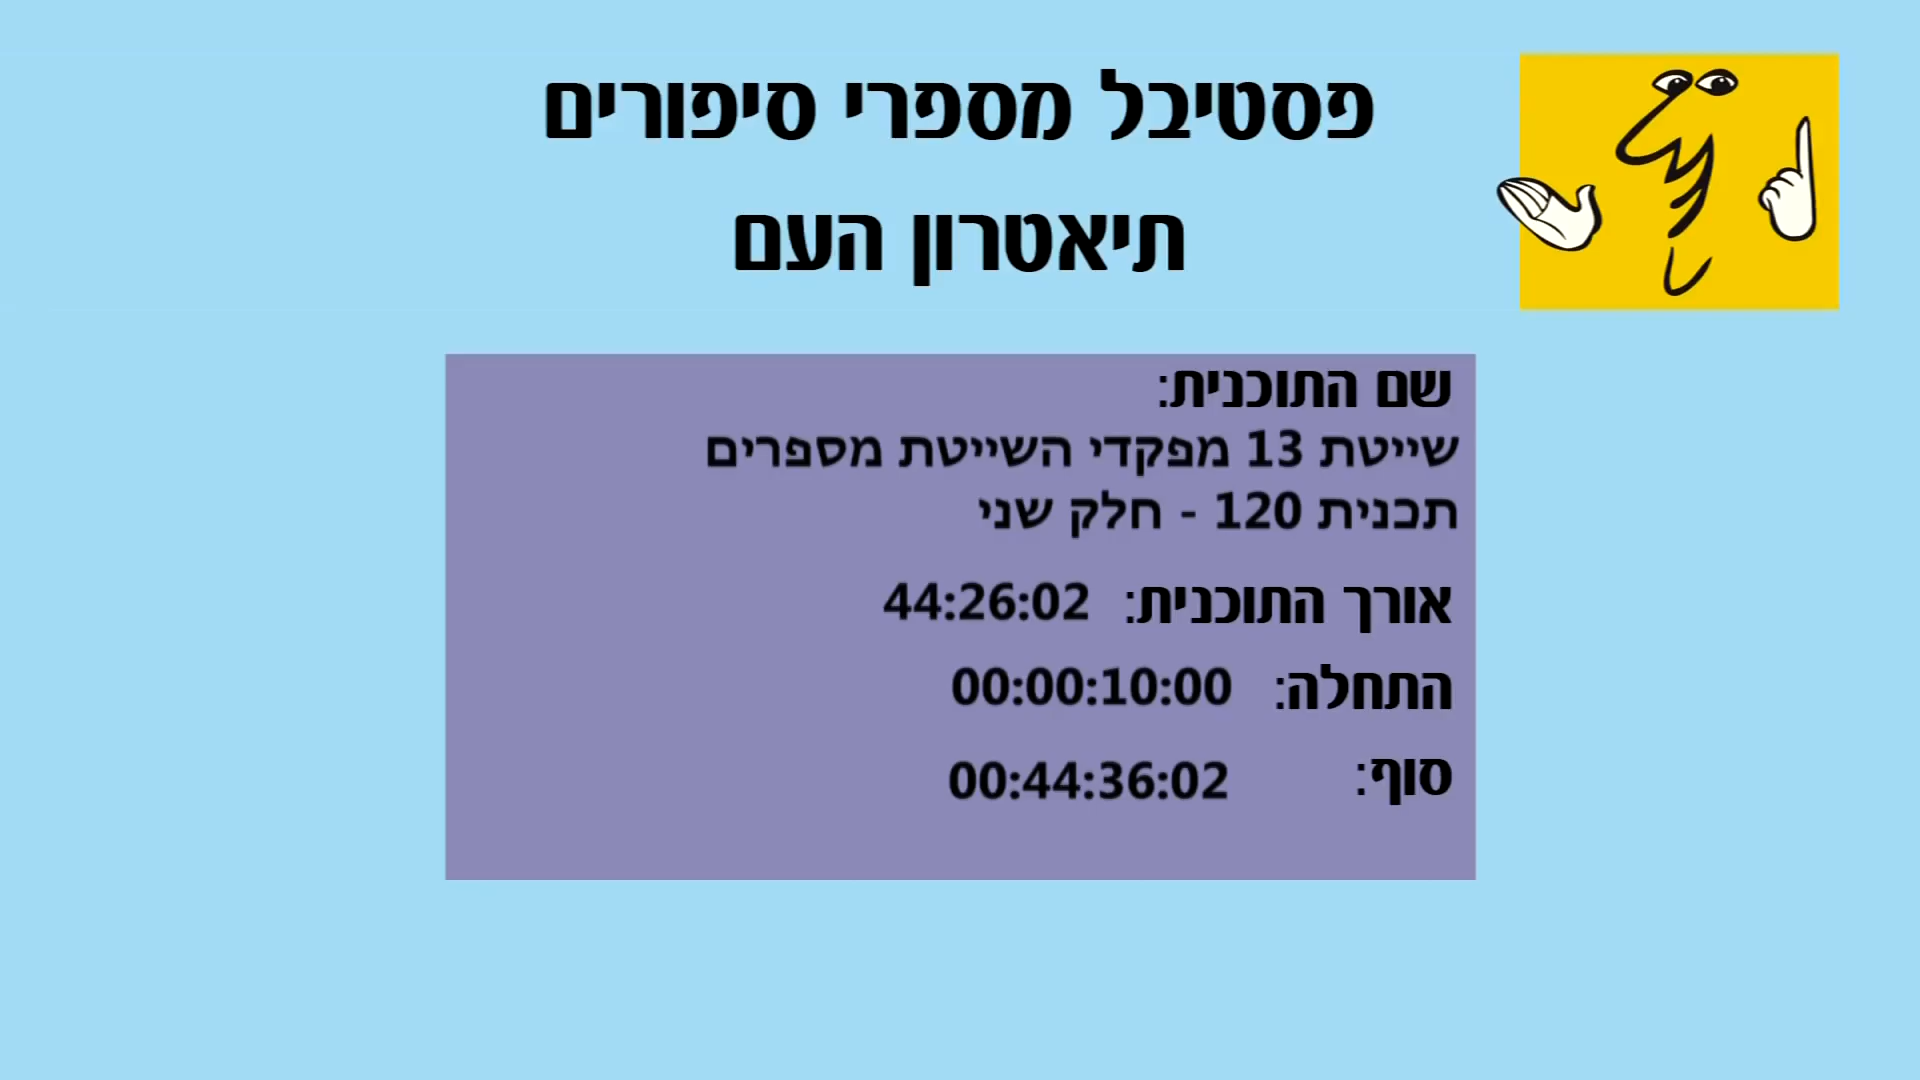 פסטיבל מספרי סיפורים
תיאטרון העם
שם התוכנית:
שייטת 13 מפקדי השייטת מספרים
תכנית 120 - חלק שני
אורך התוכנית: 44:26:02
התחלה: 00:00:10:00
סוף: 00:44:36:02